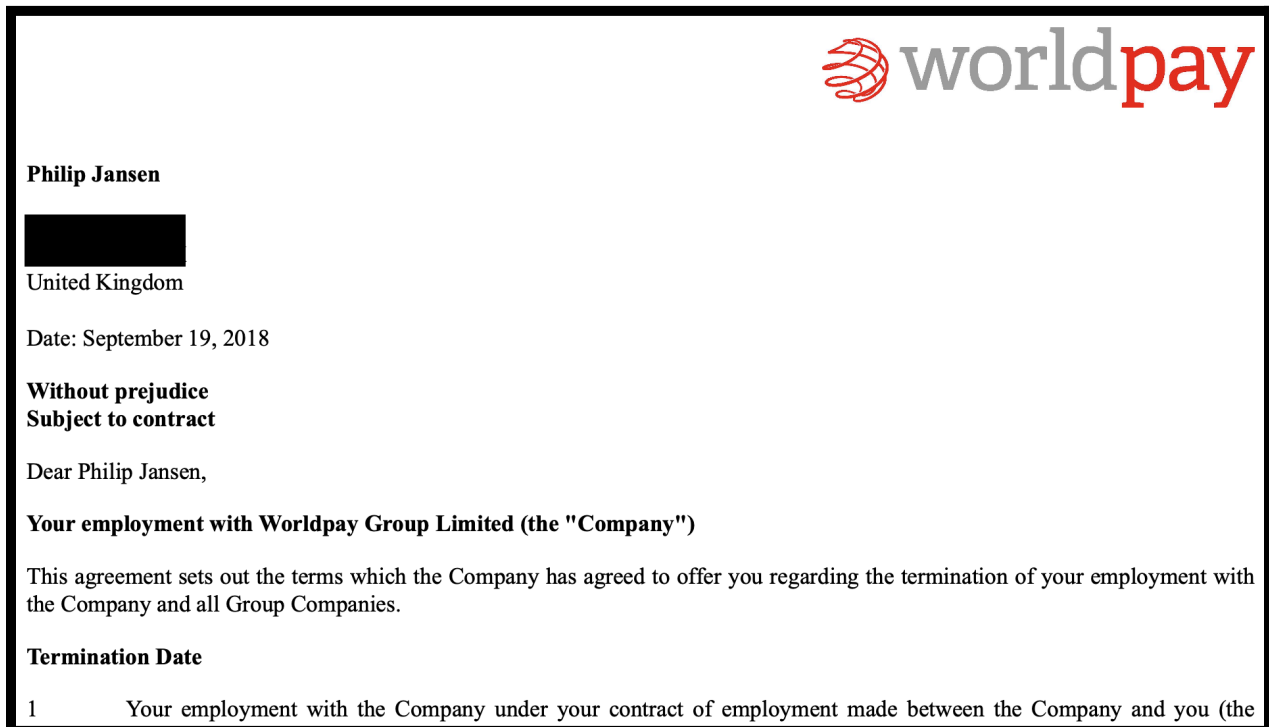 worldpay
Philip Jansen
United Kingdom
Date: September 19, 2018
Without prejudice
Subject to contract
Dear Philip Jansen,
Your employment with Worldpay Group Limited (the "Company")
This agreement sets out the terms which the Company has agreed to offer you regarding the termination of your employment with
the Company and all Group Companies.
Termination Date
1 Your employment with the Company under your contract of employment made between the Company and you (the